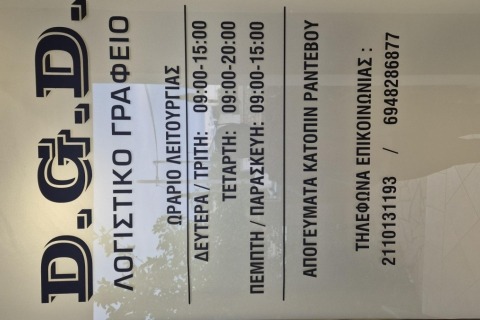 D.G.D.
ΛΟΓΙΣΤΙΚΟ ΓΡΑΦΕΙΟ
ΩΡΑΡΙΟ ΛΕΙΤΟΥΡΓΙΑΣ
ΔΕΥΤΕΡΑ / ΤΡΙΤΗ: 09:00-15:00
ΤΕΤΑΡΤΗ: 09:00-20:00
ΠΕΜΠΤΗ / ΠΑΡΑΣΚΕΥΗ: 09:00-15:00
ΑΠΟΓΕΥΜΑΤΑ ΚΑΤΟΠΙΝ ΡΑΝΤΕΒΟΥ
ΤΗΛΕΦΩΝΑ ΕΠΙΚΟΙΝΩΝΙΑΣ :
2110131193 / 6948286877